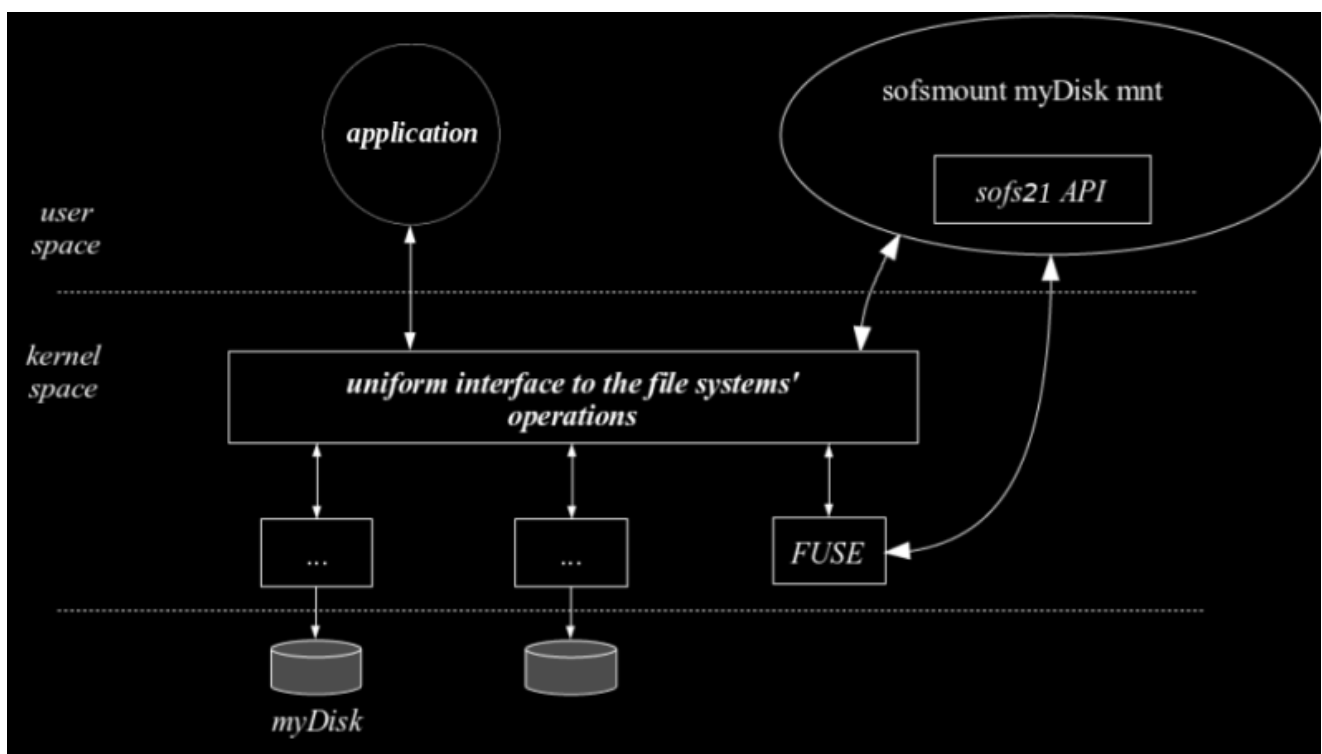 sofsmount myDisk mnt
application
sofs21 API
user
space
kernel
space
uniform interface to the file systems'
operations
...
...
FUSE
myDisk